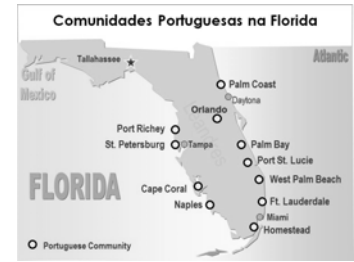 Comunidades Portuguesas na Florida
Tallahassee
Atlantic
Gulf of
Mexico
Palm Coast
Daytona
Orlando
Port Richey
St. Petersburg
Tampa
Palm Bay
Port St. Lucie
West Palm Beach
FLORIDA
Cape Coral
Naples
Ft. Lauderdale
Miami
Homestead
Portuguese Community